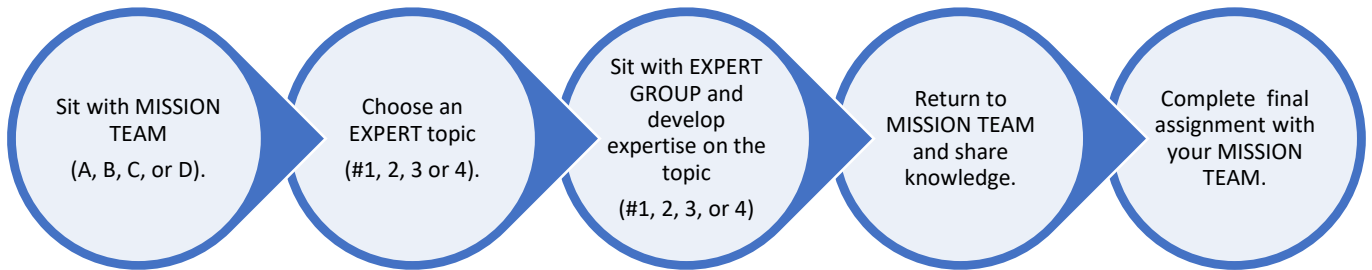 Sit with MISSION
TEAM
(A, B, C, or D).
Choose an
EXPERT topic
(#1, 2, 3 or 4).
Sit with EXPERT
GROUP and
develop
expertise on the
topic
(#1, 2, 3, or 4)
Return to
MISSION TEAM
and share
knowledge.
Complete  final
assignment with
your MISSION
TEAM.